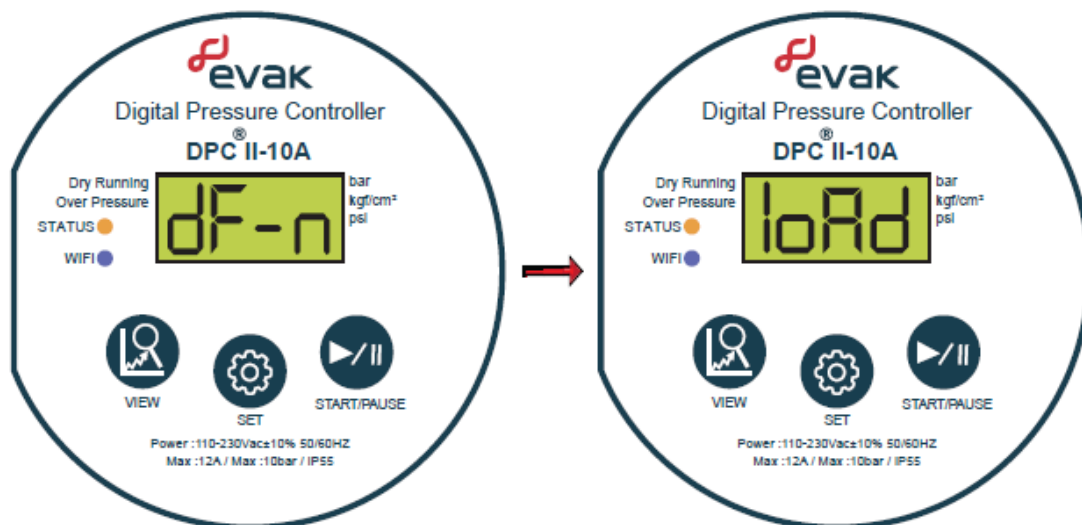 evak
Digital Pressure Controller
®
DPC II-10A
Dry Running
Over Pressure
STATUS
WIFI
dF-n
bar
kgf/cm²
psi
VIEW
SET
START/PAUSE
Power :110-230Vac±10% 50/60HZ
Max :12A / Max :10bar / IP55
evak
Digital Pressure Controller
®
DPC II-10A
Dry Running
Over Pressure
STATUS
WIFI
loAd
bar
kgf/cm²
psi
VIEW
SET
START/PAUSE
Power :110-230Vac±10% 50/60HZ
Max :12A / Max :10bar / IP55